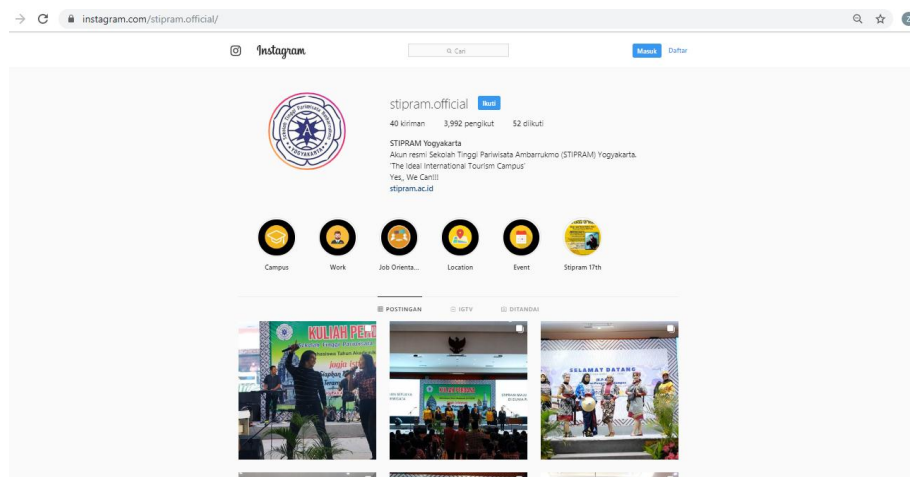 instagram.com/stipram.official/
Instagram
Cari
Masuk
Daftar
stipram.official
Ikuti
40 kiriman 3,992 pengikut 52 diikuti
STIPRAM Yogyakarta
Akun resmi Sekolah Tinggi Pariwisata Ambarrukmo (STIPRAM) Yogyakarta.
'The Ideal International Tourism Campus'
Yes, We Can!!!
stipram.ac.id
Campus
Work
Job Orienta...
Location
Event
Stipram 17th
POSTINGAN
IGTV
DITANDAI
KULIAH
SELAMAT DATANG